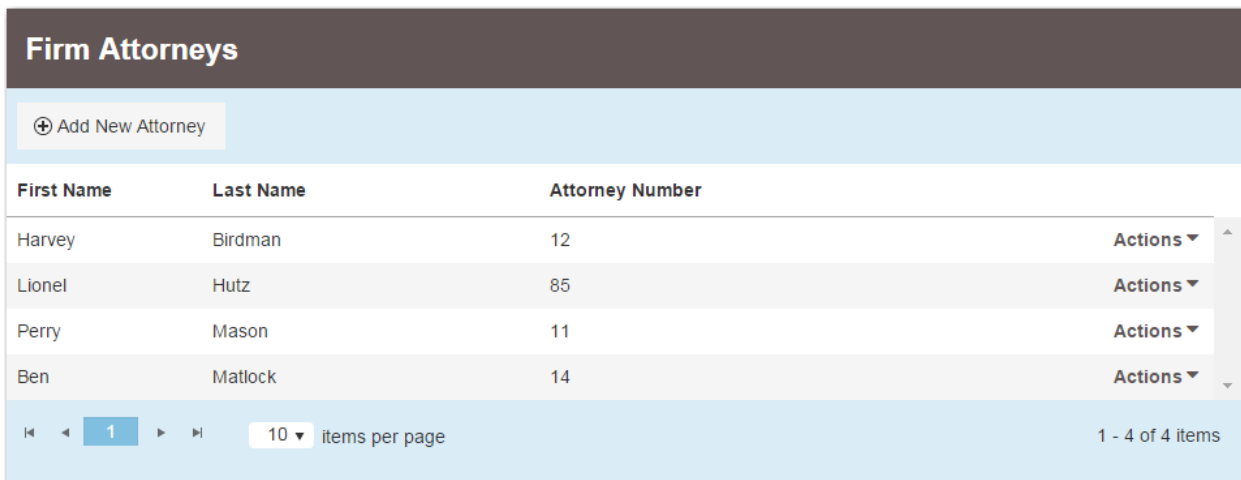 Firm Attorneys
Add New Attorney
First Name Last Name Attorney Number
Harvey Birdman 12 Actions
Lionel Hutz 85 Actions
Perry Mason 11 Actions
Ben Matlock 14 Actions
1 10 items per page 1 - 4 of 4 items